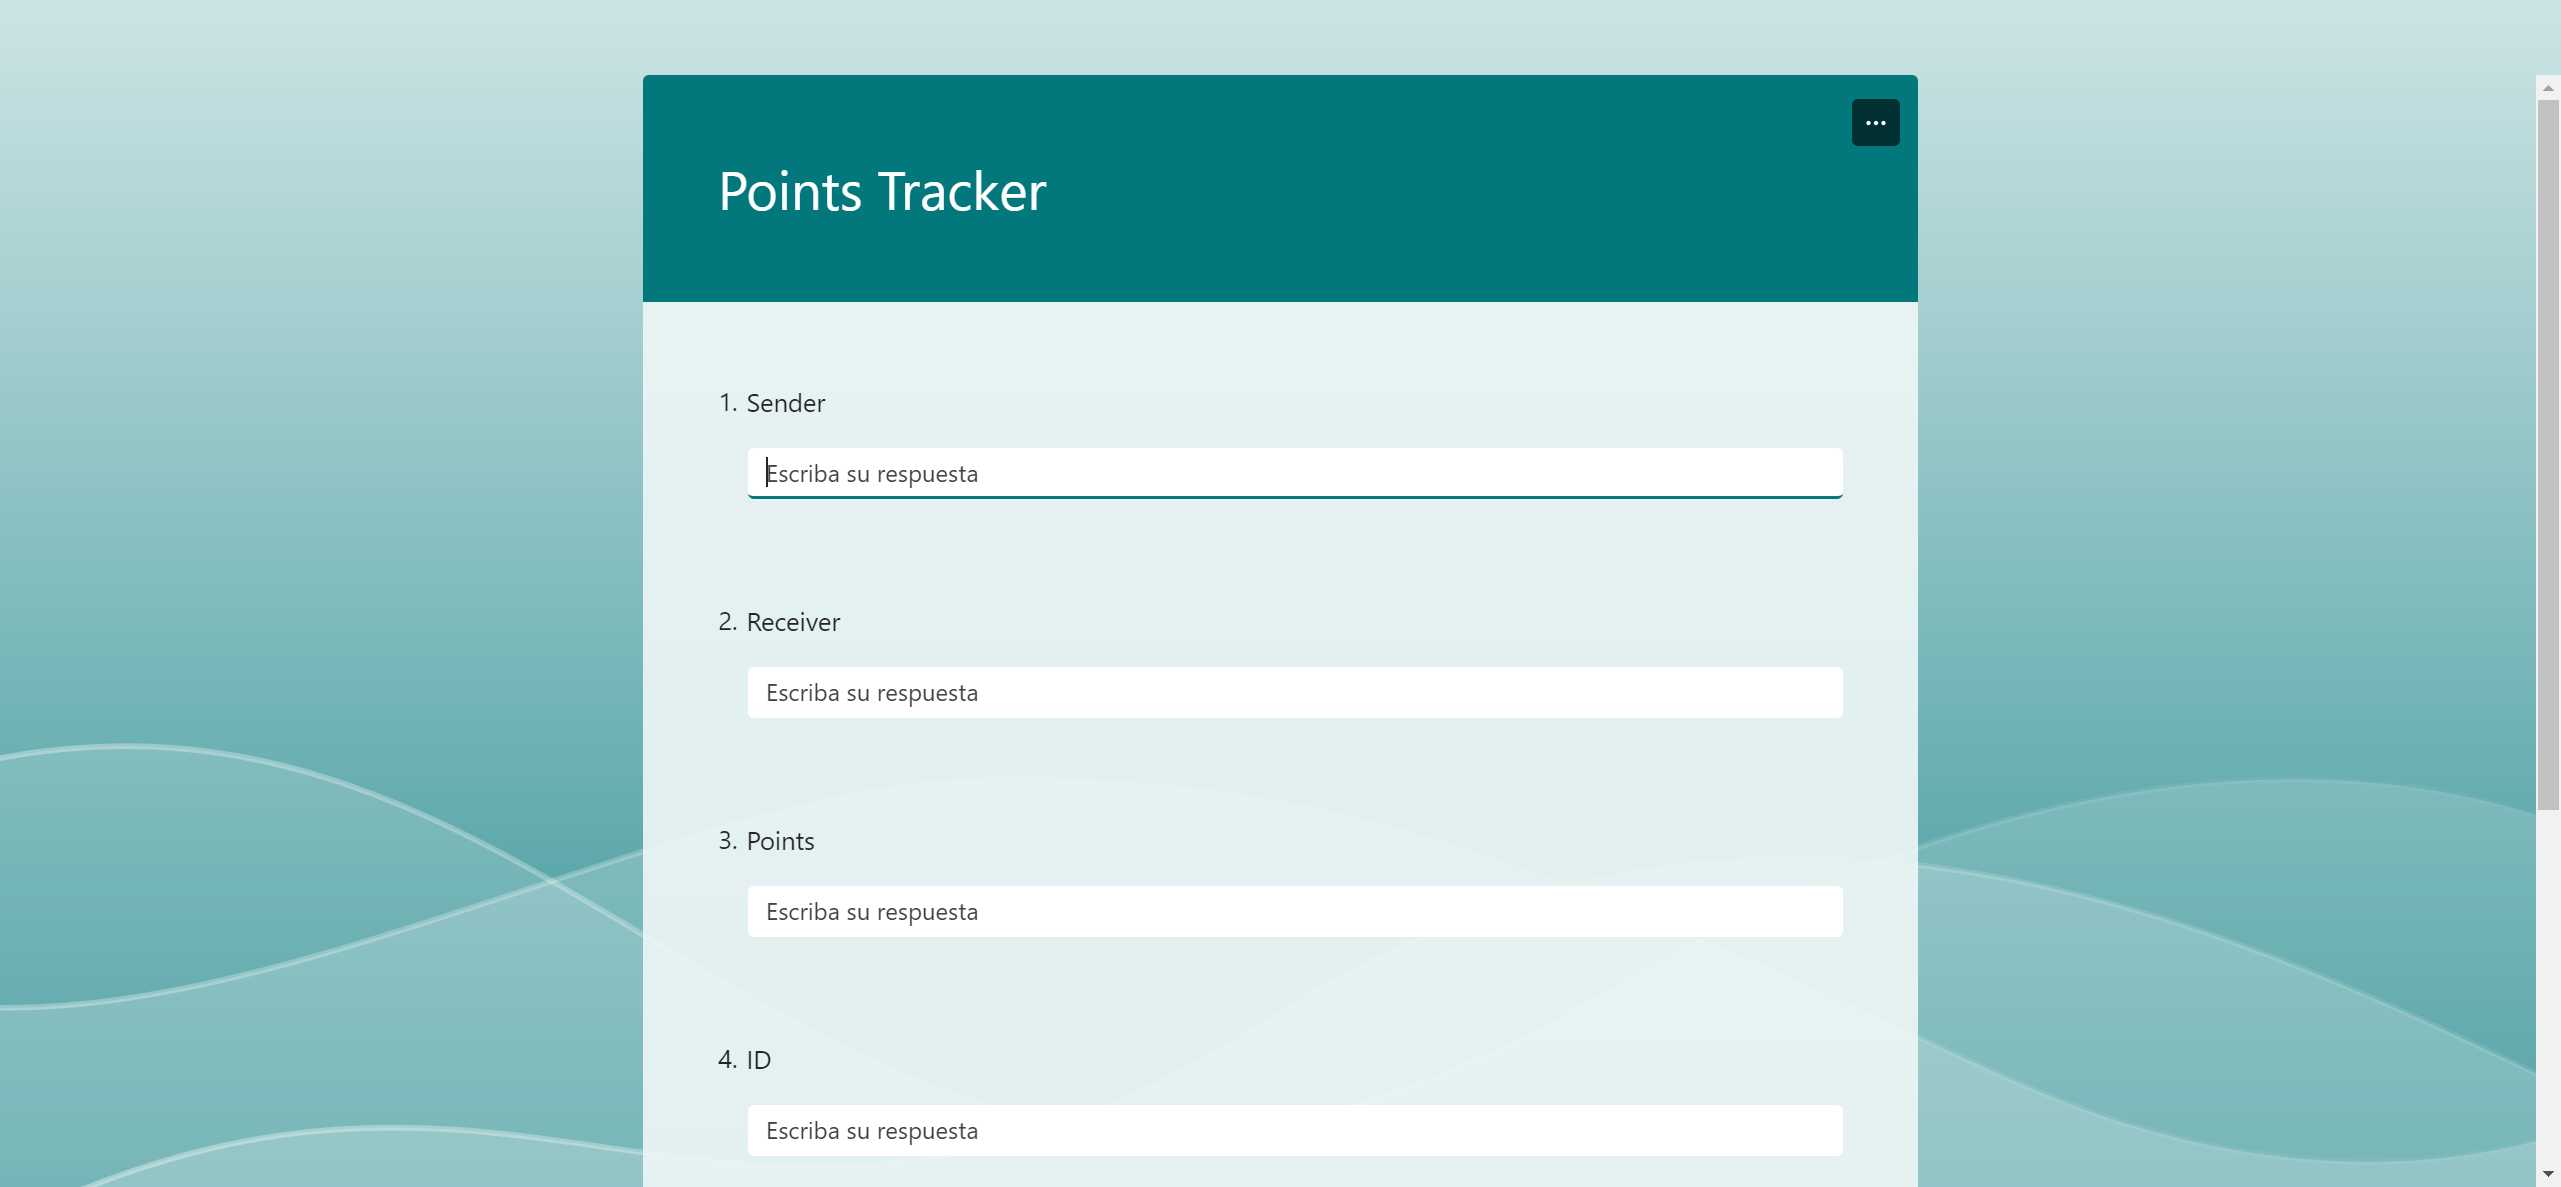 Points Tracker
1. Sender
Escriba su respuesta
2. Receiver
Escriba su respuesta
3. Points
Escriba su respuesta
4. ID
Escriba su respuesta